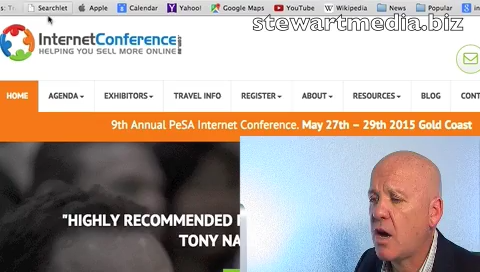 Searchlet Apple Calendar Yahoo! Google Maps YouTube Wikipedia Popular
stewartmedia.biz
InternetConference
HELPING YOU SELL MORE ONLINE
HOME AGENDA EXHIBITORS TRAVEL INFO REGISTER ABOUT RESOURCES BLOG CONT
9th Annual PeSA Internet Conference. May 27th – 29th 2015 Gold Coast
"HIGHLY RECOMMENDED
TONY NA